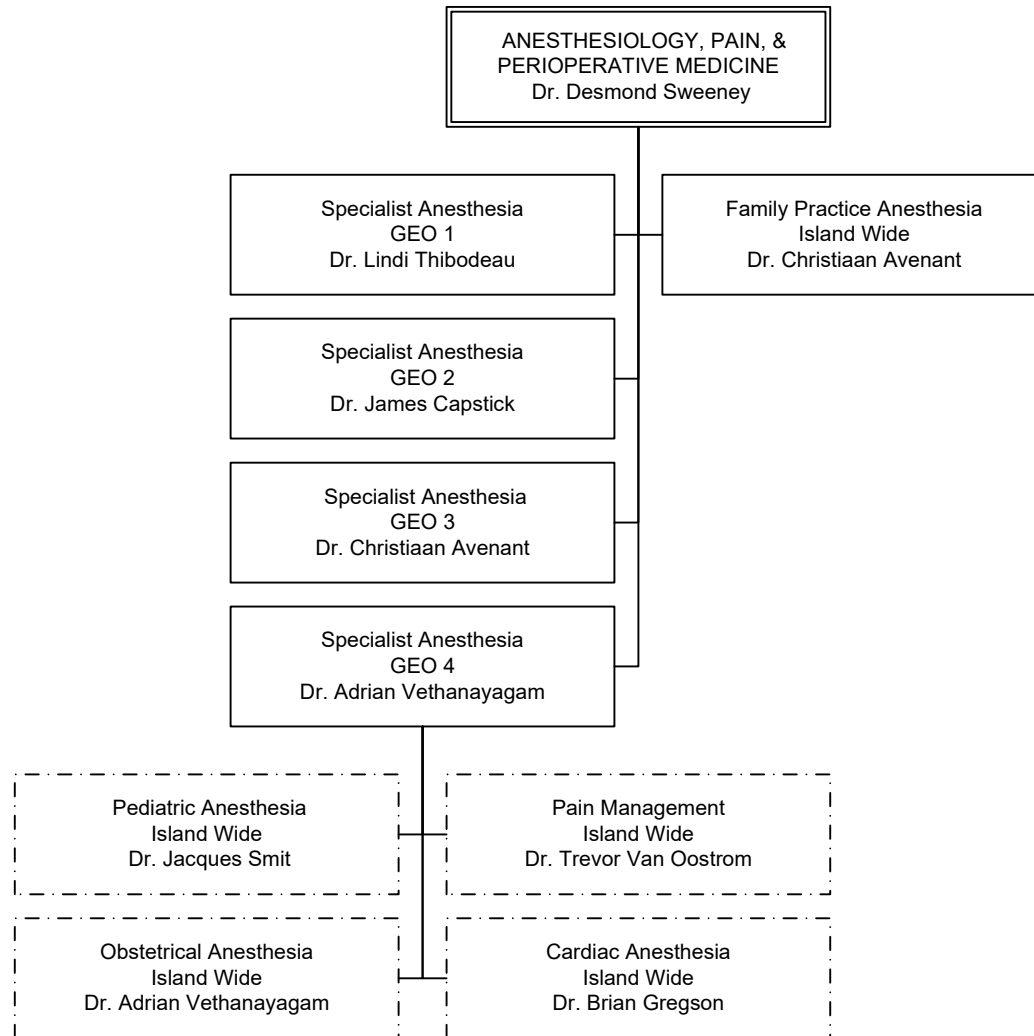 ANESTHESIOLOGY, PAIN, &
PERIOPERATIVE MEDICINE
Dr. Desmond Sweeney
Specialist Anesthesia
GEO 1
Dr. Lindi Thibodeau
Family Practice Anesthesia
Island Wide
Dr. Christiaan Avenant
Specialist Anesthesia
GEO 2
Dr. James Capstick
Specialist Anesthesia
GEO 3
Dr. Christiaan Avenant
Specialist Anesthesia
GEO 4
Dr. Adrian Vethanayagam
Pediatric Anesthesia
Island Wide
Dr. Jacques Smit
Pain Management
Island Wide
Dr. Trevor Van Oostrom
Obstetrical Anesthesia
Island Wide
Dr. Adrian Vethanayagam
Cardiac Anesthesia
Island Wide
Dr. Brian Gregson